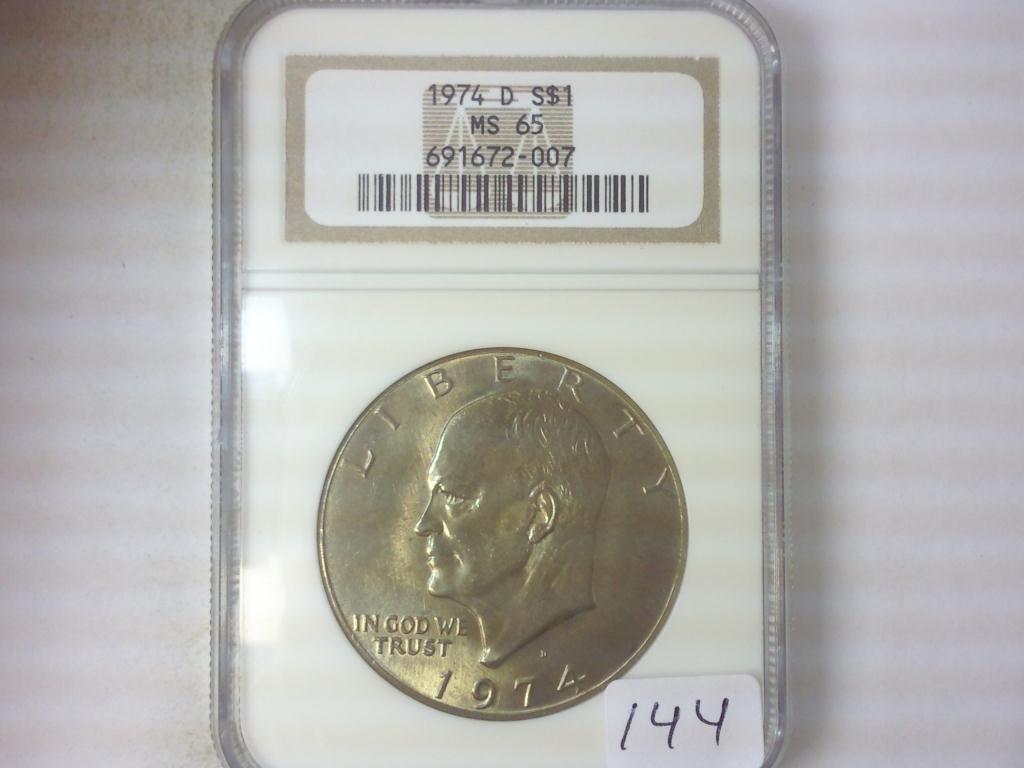 1974 D S$1
MS 65
691672-007
LIBERTY
IN GOD WE
TRUST
D
1974
144